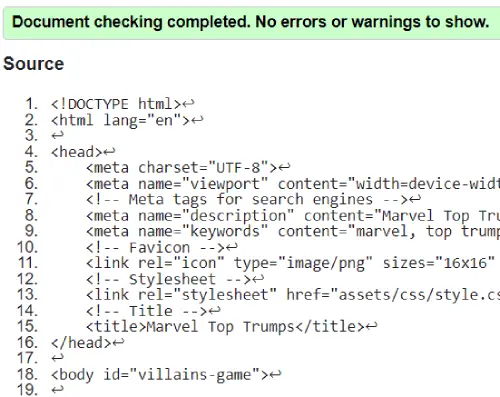 Document checking completed. No errors or warnings to show.
Source
1. <!DOCTYPE html>↩
2. <html lang="en">↩
3. ↩
4. <head>↩
5. <meta charset="UTF-8">↩
6. <meta name="viewport" content="width=device-widt
7. <!-- Meta tags for search engines -->↩
8. <meta name="description" content="Marvel Top Tru
9. <meta name="keywords" content="marvel, top trump
10. <!-- Favicon -->↩
11. <link rel="icon" type="image/png" sizes="16x16"
12. <!-- Stylesheet -->↩
13. <link rel="stylesheet" href="assets/css/style.cs
14. <!-- Title -->↩
15. <title>Marvel Top Trumps</title>↩
16. </head>↩
17. ↩
18. <body id="villains-game">↩
19. ↩